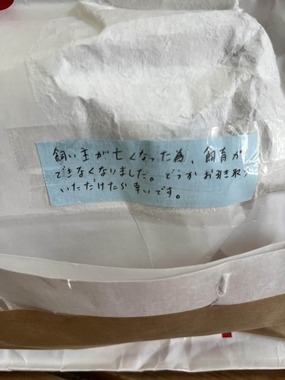 飼い主が亡くなった為、飼育が
できなくなりました。どうかお引き取り
いただけたら幸いです。